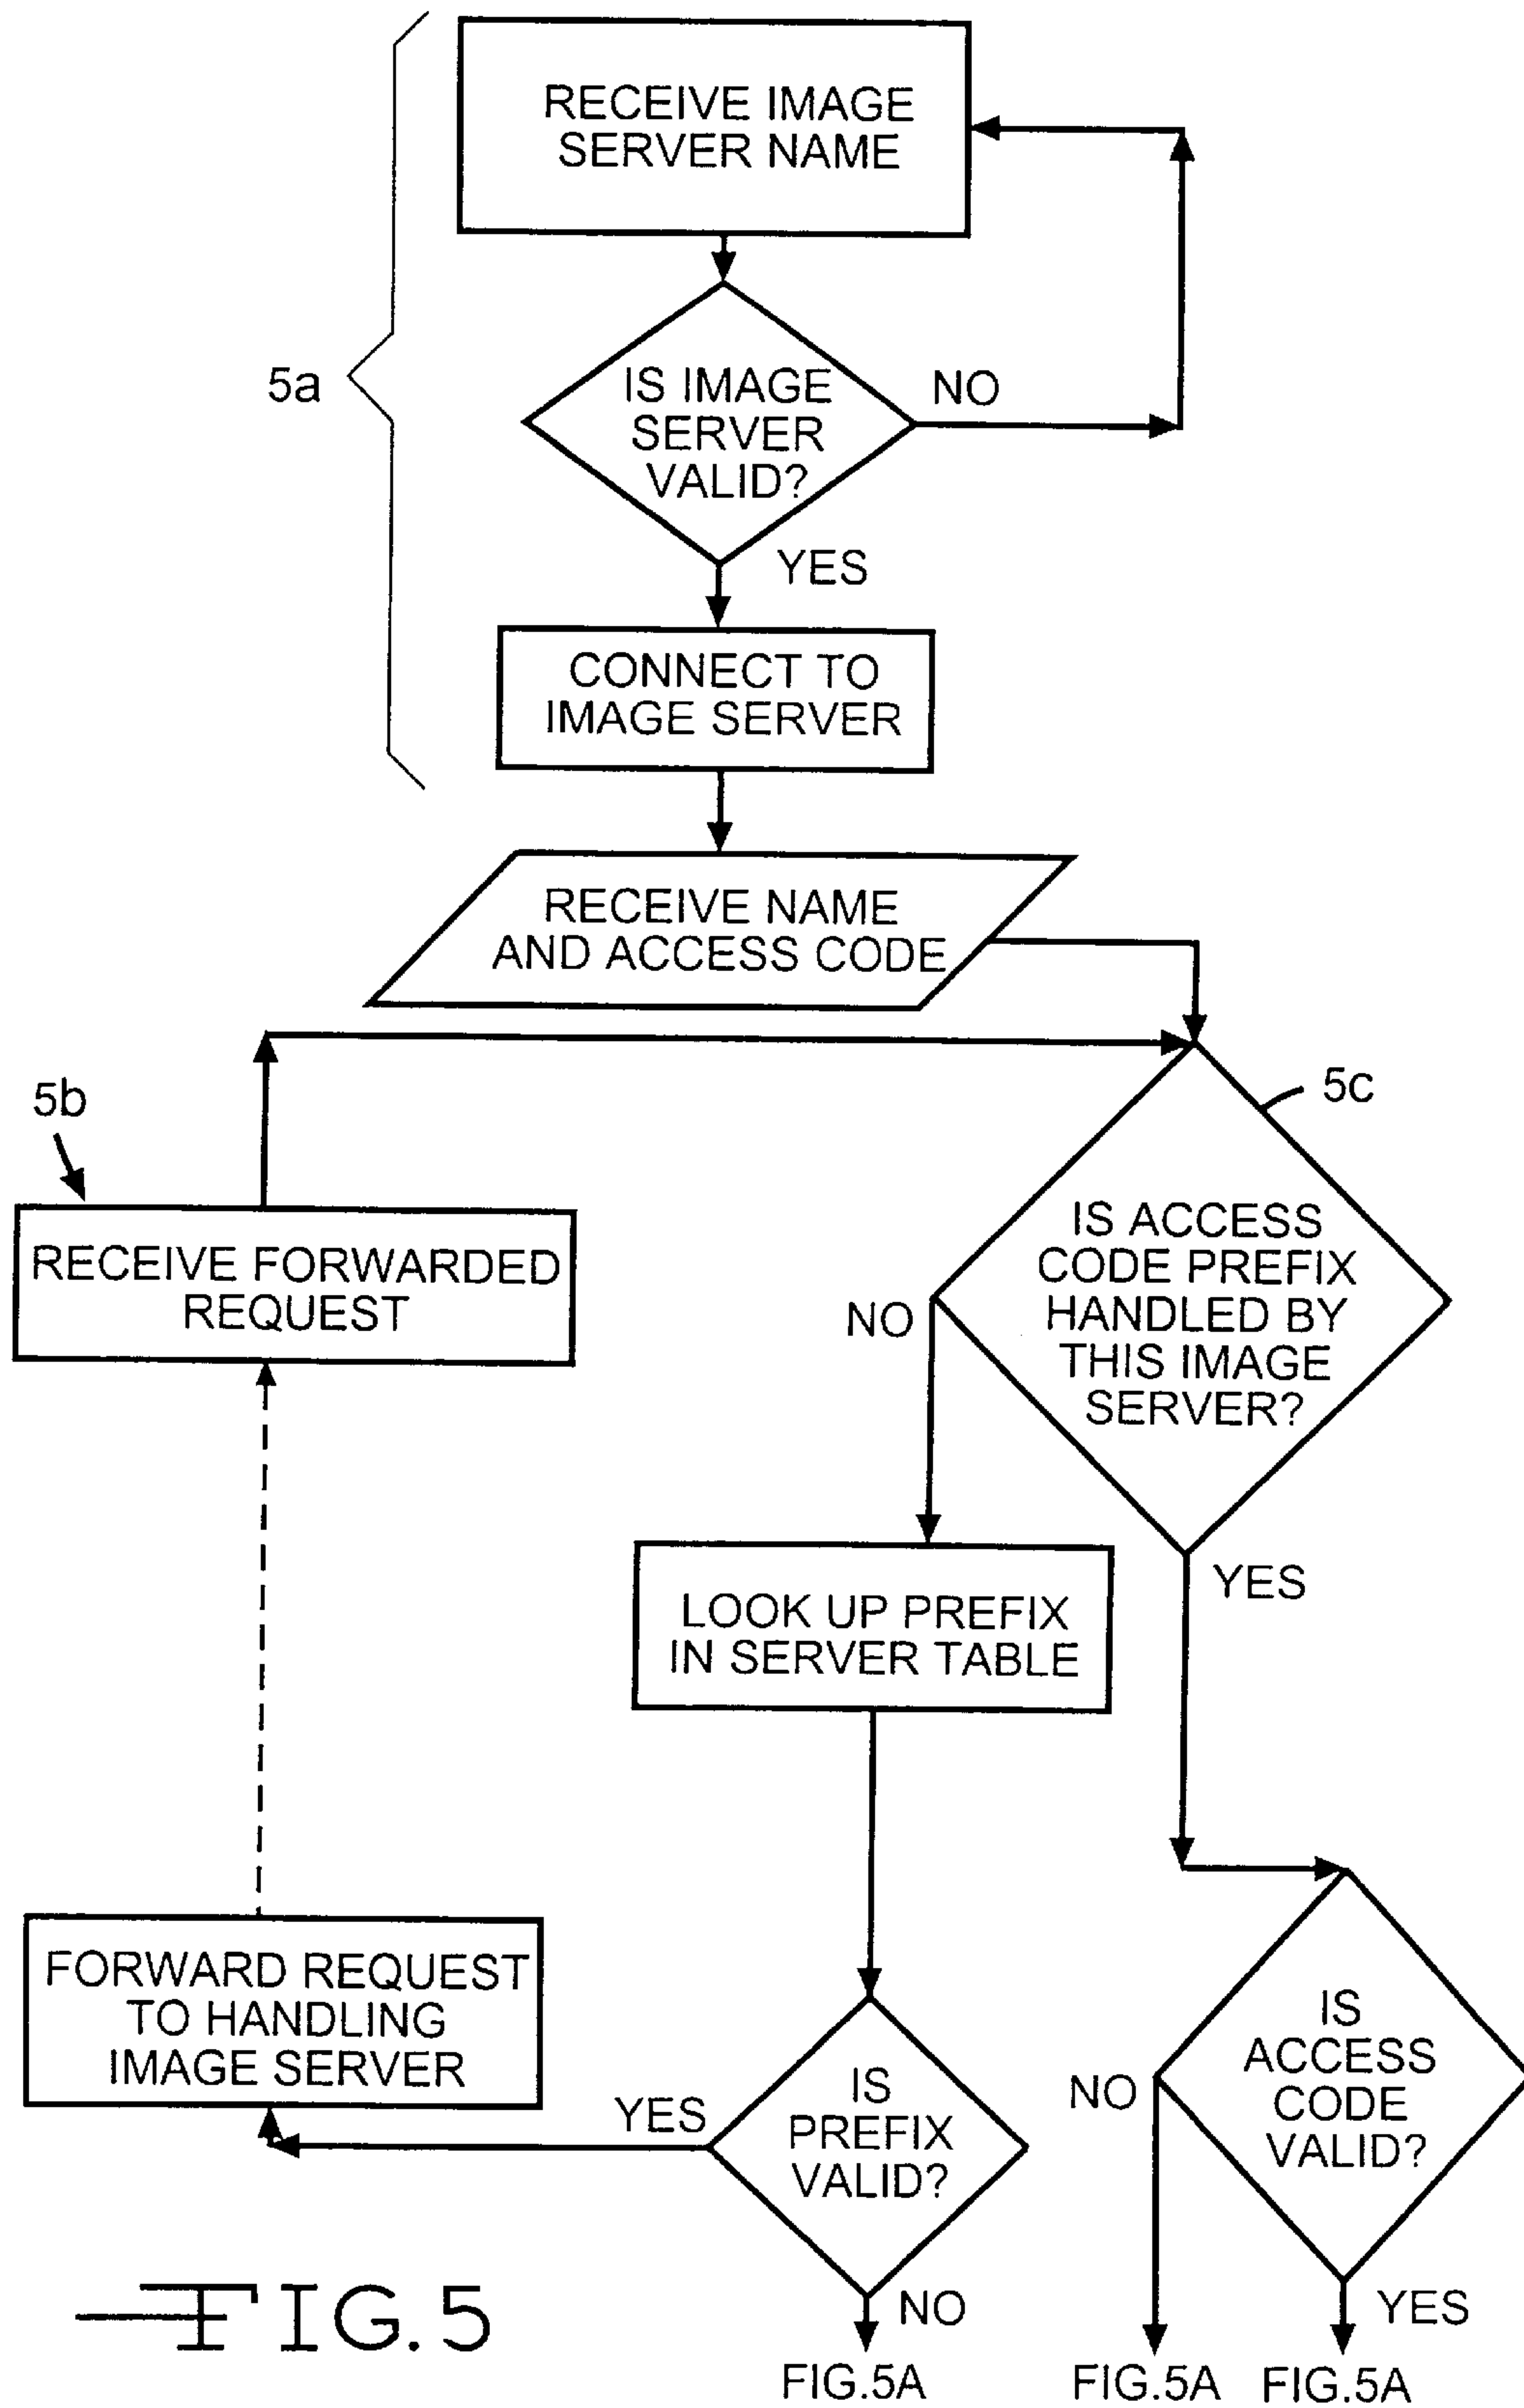 RECEIVE IMAGE
SERVER NAME
5a
IS IMAGE
SERVER
VALID?
NO
YES
CONNECT TO
IMAGE SERVER
RECEIVE NAME
AND ACCESS CODE
5b
5c
RECEIVE FORWARDED
REQUEST
IS ACCESS
CODE PREFIX
HANDLED BY
THIS IMAGE
SERVER?
NO
YES
LOOK UP PREFIX
IN SERVER TABLE
FORWARD REQUEST
TO HANDLING
IMAGE SERVER
YES
IS
PREFIX
VALID?
NO
IS
ACCESS
CODE
VALID?
NO
YES
FIG.5A
FIG.5A
FIG.5A
FIG.5